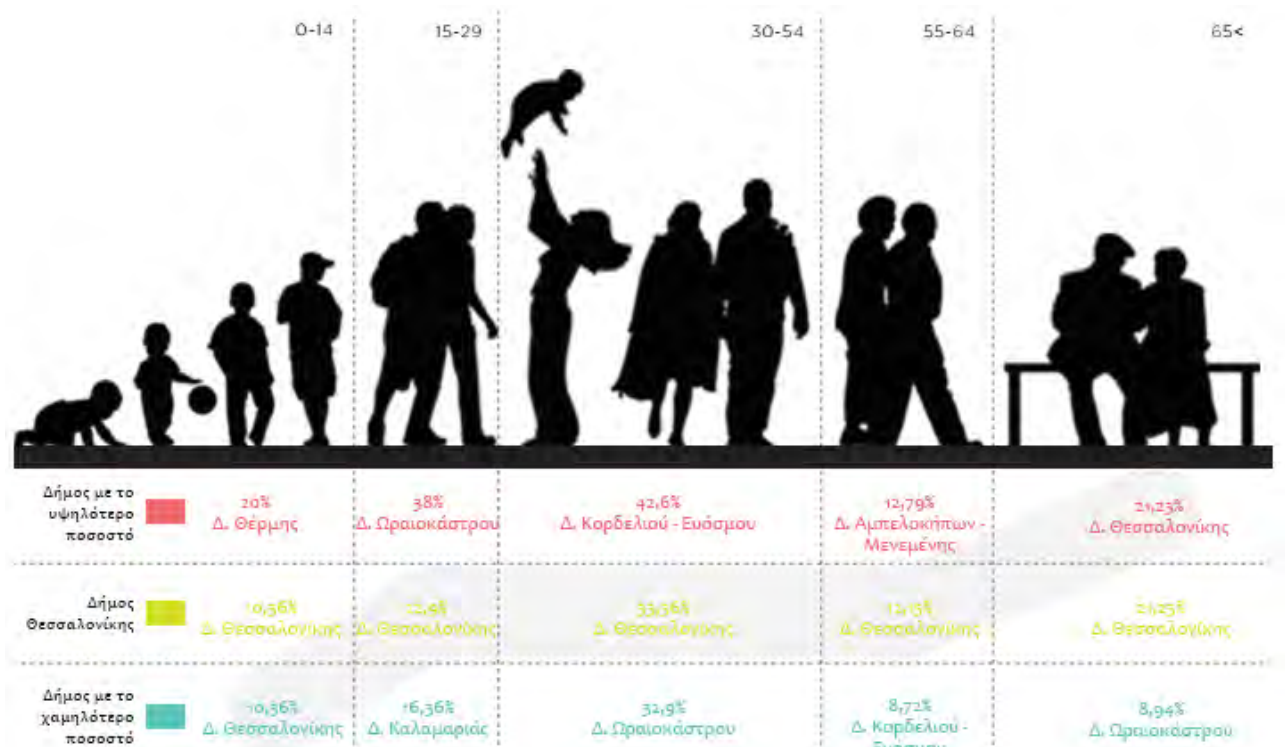 0-14
15-29
30-54
55-64
65<
Δήμος με το
υψηλότερο
ποσοστό
20%
Δ. Θέρμης
38%
Δ. Ωραιοκάστρου
42,6%
Δ. Κορδελιού - Ευόσμου
12,79%
Δ. Αμπελοκήπων -
Μενεμένης
21,23%
Δ. Θεσσαλονίκης
Δήμος
Θεσσαλονίκης
10,36%
Δ. Θεσσαλονίκης
Δ. Θεσσαλονίκης
Δ. Θεσσαλονίκης
Δ. Θεσσαλονίκης
Δ. Θεσσαλονίκης
Δήμος με το
χαμηλότερο
ποσοστό
10,36%
Δ. Θεσσαλονίκης
16,36%
Δ. Καλαμαριάς
32,9%
Δ. Ωραιοκάστρου
8,72%
Δ. Κορδελιού -
8,94%
Δ. Ωραιοκάστρου